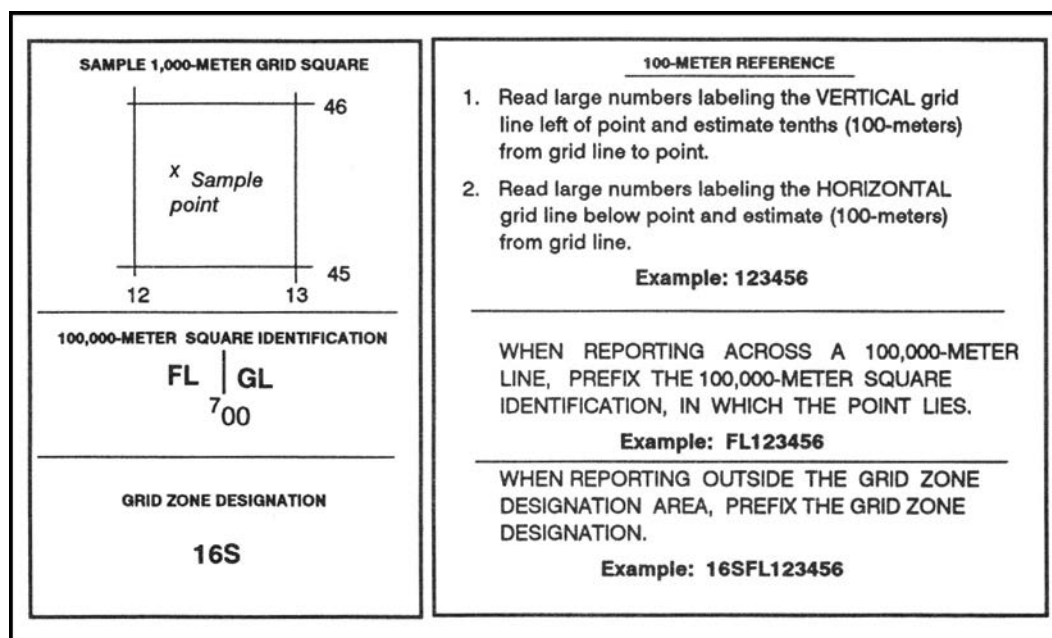 SAMPLE 1,000-METER GRID SQUARE
46
x Sample
point
45
12 13
100,000-METER SQUARE IDENTIFICATION
FL GL
700
GRID ZONE DESIGNATION
16S
100-METER REFERENCE
1. Read large numbers labeling the VERTICAL grid
line left of point and estimate tenths (100-meters)
from grid line to point.
2. Read large numbers labeling the HORIZONTAL
grid line below point and estimate (100-meters)
from grid line.
Example: 123456
WHEN REPORTING ACROSS A 100,000-METER
LINE, PREFIX THE 100,000-METER SQUARE
IDENTIFICATION, IN WHICH THE POINT LIES.
Example: FL123456
WHEN REPORTING OUTSIDE THE GRID ZONE
DESIGNATION AREA, PREFIX THE GRID ZONE
DESIGNATION.
Example: 16SFL123456